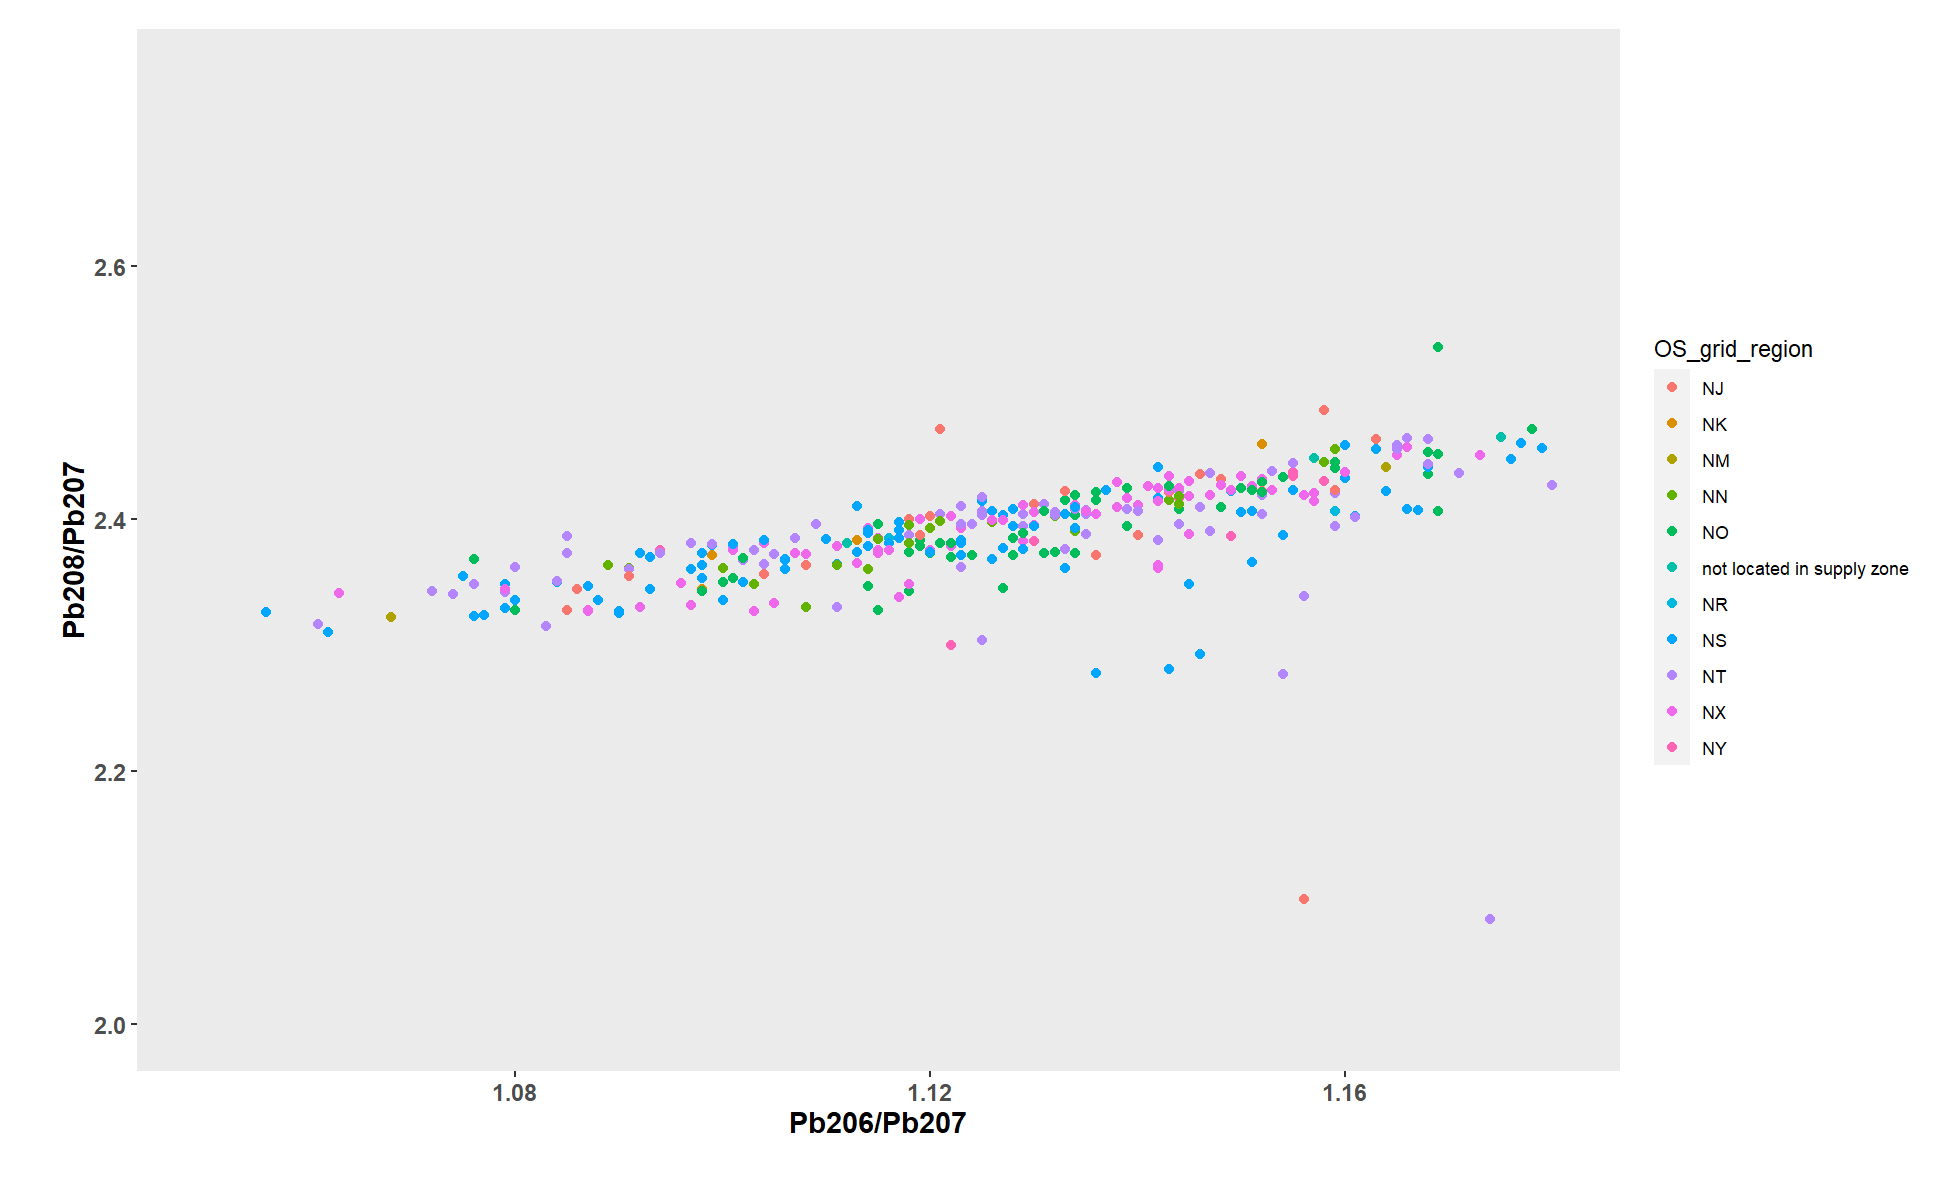 Pb208/Pb207
2.6
2.4
2.2
2.0
1.08
1.12
1.16
Pb206/Pb207
OS_grid_region
NJ
NK
NM
NN
NO
not located in supply zone
NR
NS
NT
NX
NY